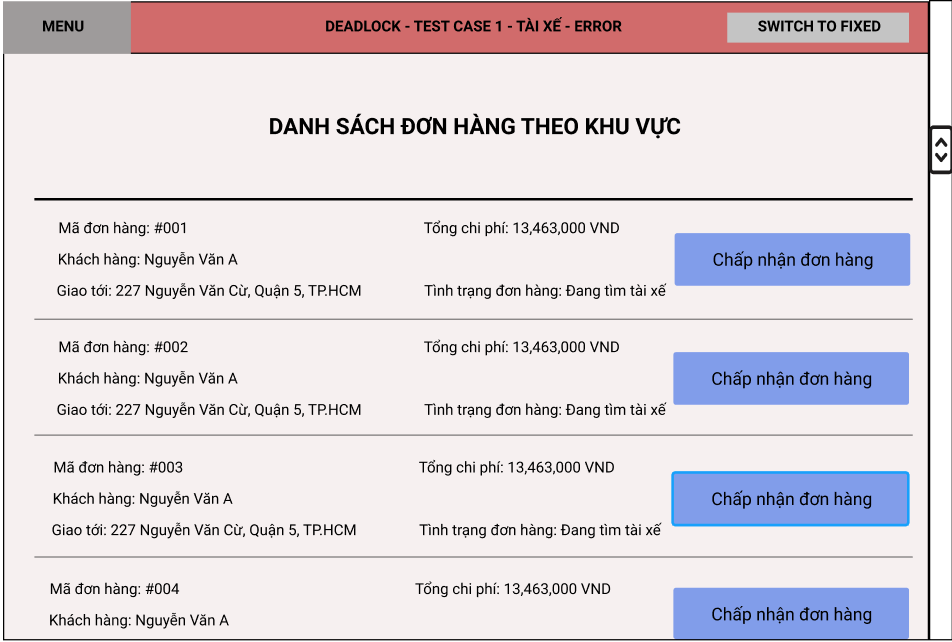 MENU
DEADLOCK - TEST CASE 1 - TÀI XẾ - ERROR
SWITCH TO FIXED
DANH SÁCH ĐƠN HÀNG THEO KHU VỰC
Mã đơn hàng: #001
Tổng chi phí: 13,463,000 VND
Khách hàng: Nguyễn Văn A
Chấp nhận đơn hàng
Giao tới: 227 Nguyễn Văn Cừ, Quận 5, TP.HCM
Tình trạng đơn hàng: Đang tìm tài xế
Mã đơn hàng: #002
Tổng chi phí: 13,463,000 VND
Khách hàng: Nguyễn Văn A
Chấp nhận đơn hàng
Giao tới: 227 Nguyễn Văn Cừ, Quận 5, TP.HCM
Tình trạng đơn hàng: Đang tìm tài xế
Mã đơn hàng: #003
Tổng chi phí: 13,463,000 VND
Khách hàng: Nguyễn Văn A
Chấp nhận đơn hàng
Giao tới: 227 Nguyễn Văn Cừ, Quận 5, TP.HCM
Tình trạng đơn hàng: Đang tìm tài xế
Mã đơn hàng: #004
Tổng chi phí: 13,463,000 VND
Khách hàng: Nguyễn Văn A
Chấp nhận đơn hàng